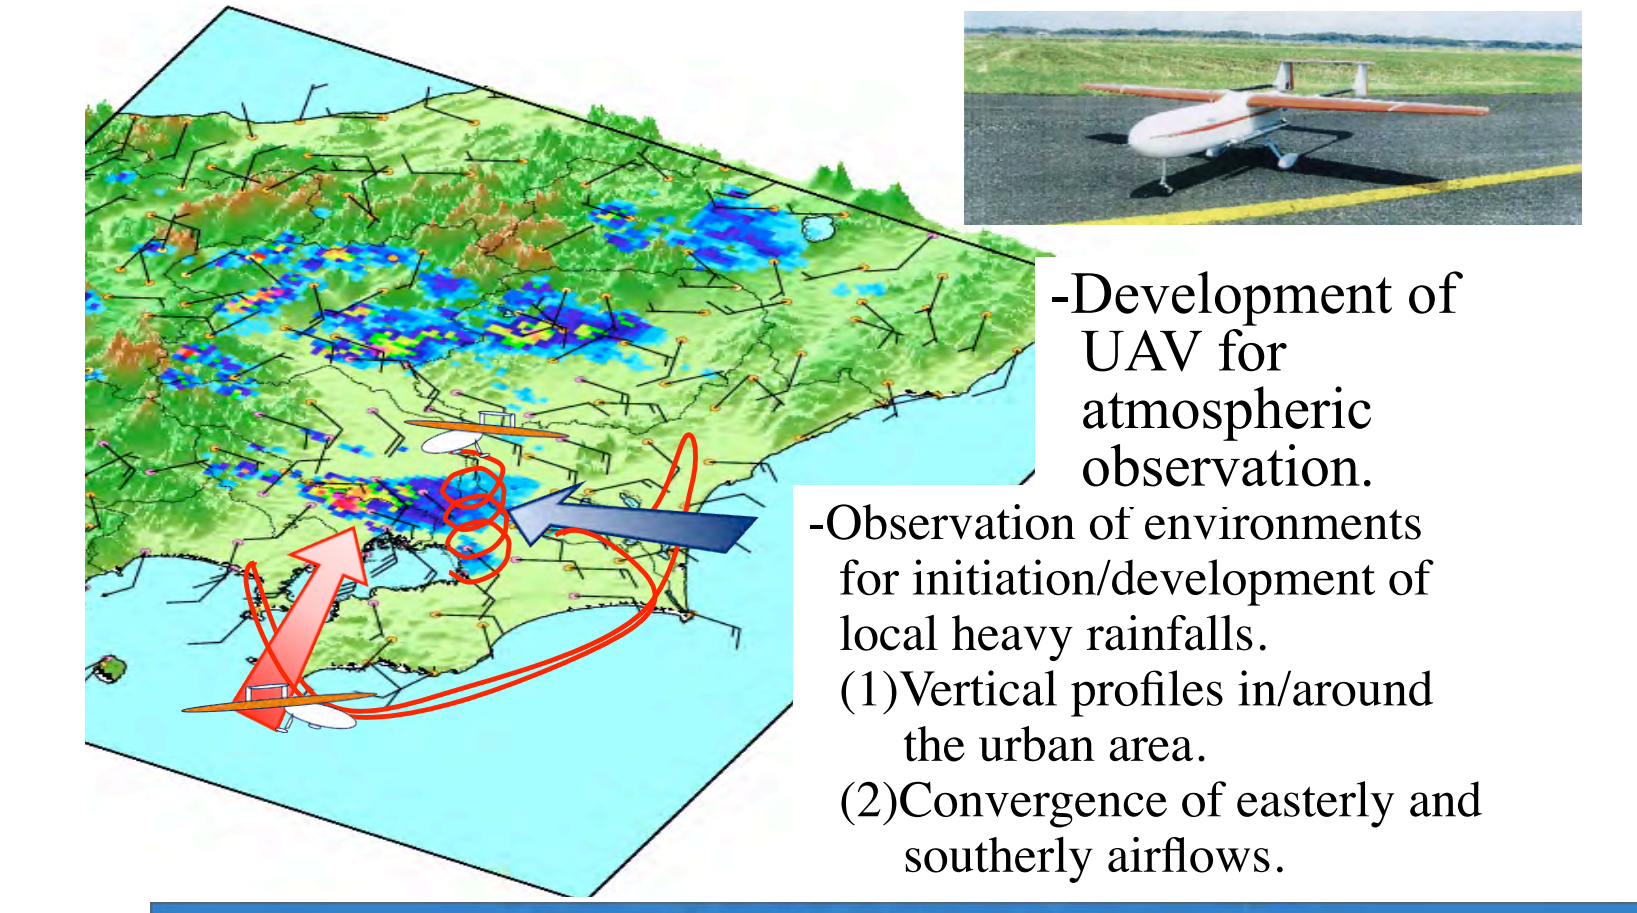 -Development of
UAV for
atmospheric
observation.
-Observation of environments
for initiation/development of
local heavy rainfalls.
(1)Vertical profiles in/around
the urban area.
(2)Convergence of easterly and
southerly airflows.